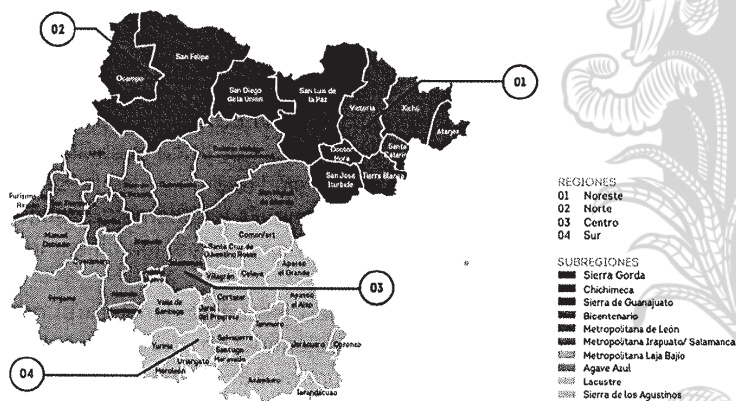 02
San Felipe
Ocampo
San Diego
de la Union
San Luis de
la Paz
01
Victoria
Xichú
Atarjea
Doctor
Mora
Santa
Catarina
San José
Iturbide
Tierra Blanca
Purísima
Manuel
Doblado
Comonfort
Santa Cruz de
Juventino Rosas
Apaseo
el Grande
Villagrán
Celaya
Pénjamo
Valle de
Santiago
Cortazar
Apaseo
el Alto
03
Jaral
del Progreso
Tarimoro
Salvatierra
Jerécuaro
Coroneo
Yuriria
Santiago
Maravatío
Uriangato
Moroleón
04
Acámbaro
Tarandacuao
REGIONES
01 Noreste
02 Norte
03 Centro
04 Sur
SUBREGIONES
Sierra Gorda
Chichimeca
Sierra de Guanajuato
Bicentenario
Metropolitana de León
Metropolitana Irapuato/ Salamanca
Metropolitana Laja Bajío
Agave Azul
Lacustre
Sierra de los Agustinos